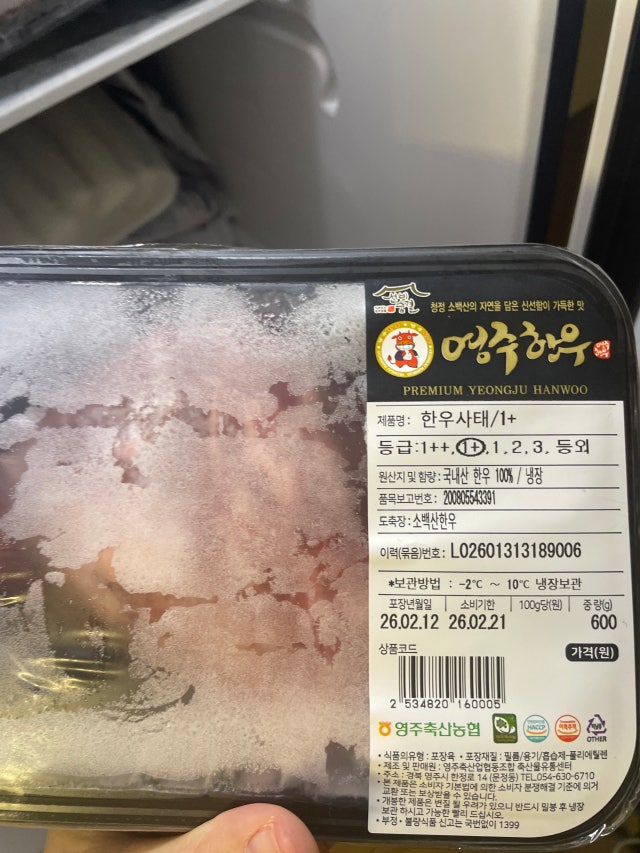 선비숨결
청정 소백산의 자연을 담은 신선함이 가득한 맛
영주한우
PREMIUM YEONGJU HANWOO
제품명: 한우사태/1+
등급:1++,1+,1, 2, 3, 등외
원산지 및 함량: 국내산 한우 100% / 냉장
품목보고번호: 200805543391
도축장:소백산한우
이력(묶음)번호: L02601313189006
*보관방법 : -2℃ ~ 10℃ 냉장보관
포장년월일 소비기한 100g당(원) 중량(g)
26.02.12 26.02.21 600
상품코드 가격(원)
2 534820 160005
영주축산농협 HACCP OTHER
• 식품의유형 : 포장육 • 포장재질 : 필름/용기/흡습제-폴리에틸렌
• 제조 및 판매원 : 영주축산업협동조합 축산물유통센터
• 주소 : 경북 영주시 한정로 14 (문정동) TEL.054-630-6710
• 본 제품은 소비자 기본법에 의한 소비자 분쟁해결 기준에 의거
교환 또는 보상받을 수 있습니다.
• 개봉한 제품은 변질 될 우려가 있으니 반드시 밀봉 후 냉장
보관 하시고 가능한 빨리 드십시오.
• 부정 • 불량식품 신고는 국번없이 1399